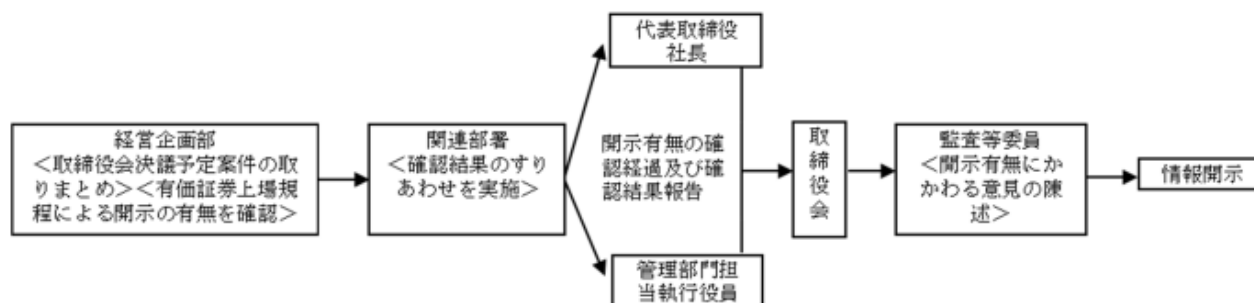 経営企画部
<取締役会決議予定案件の取
りまとめ><有価証券上場規
程による開示の有無を確認>
関連部署
<確認結果のすり
あわせを実施>
代表取締役
社長
開示有無の確
認経過及び確
認結果報告
管理部門担
当執行役員
取締役会
監査等委員
<開示有無にか
かわる意見の陳
述>
情報開示